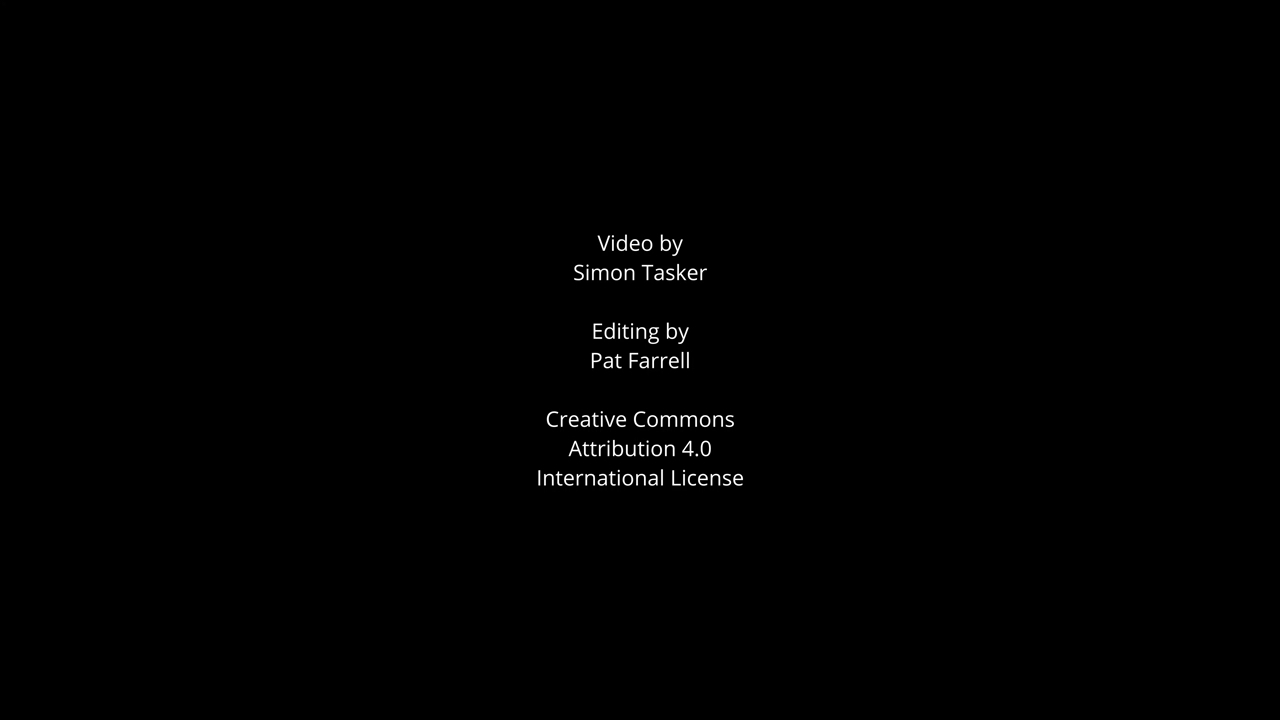 Video by
Simon Tasker
Editing by
Pat Farrell
Creative Commons
Attribution 4.0
International License